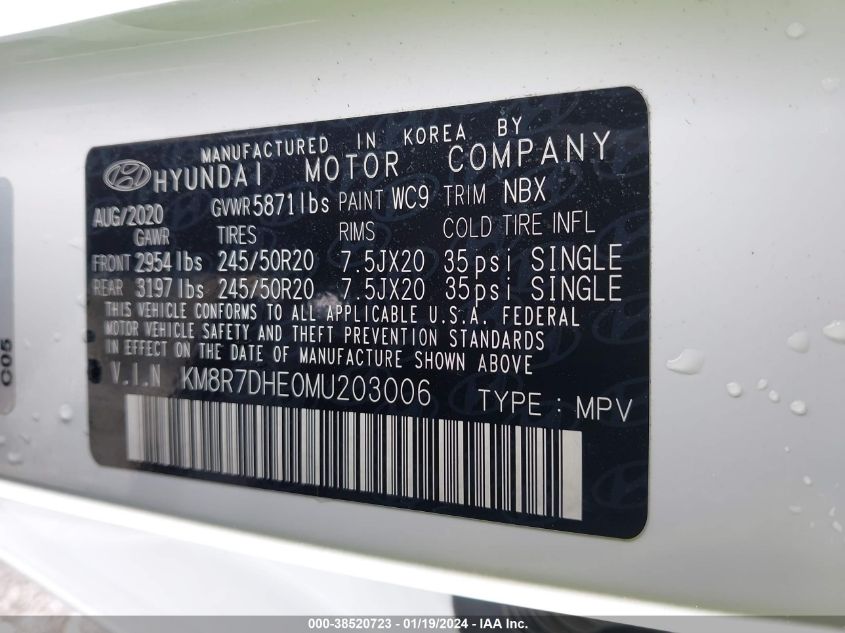 MANUFACTURED IN KOREA BY
HYUNDAI MOTOR COMPANY
AUG/2020 GVWR 5871lbs PAINT WC9 TRIM NBX
GAWR TIRES RIMS COLD TIRE INFL
FRONT 2954 lbs 245/50R20 7.5JX20 35psi SINGLE
REAR 3197 lbs 245/50R20 7.5JX20 35psi SINGLE
THIS VEHICLE CONFORMS TO ALL APPLICABLE U.S.A. FEDERAL
MOTOR VEHICLE SAFETY AND THEFT PREVENTION STANDARDS
IN EFFECT ON THE DATE OF MANUFACTURE SHOWN ABOVE
V.I.N KM8R7DHE0MU203006 TYPE : MPV
C05
000-38520723 - 01/19/2024 - IAA Inc.